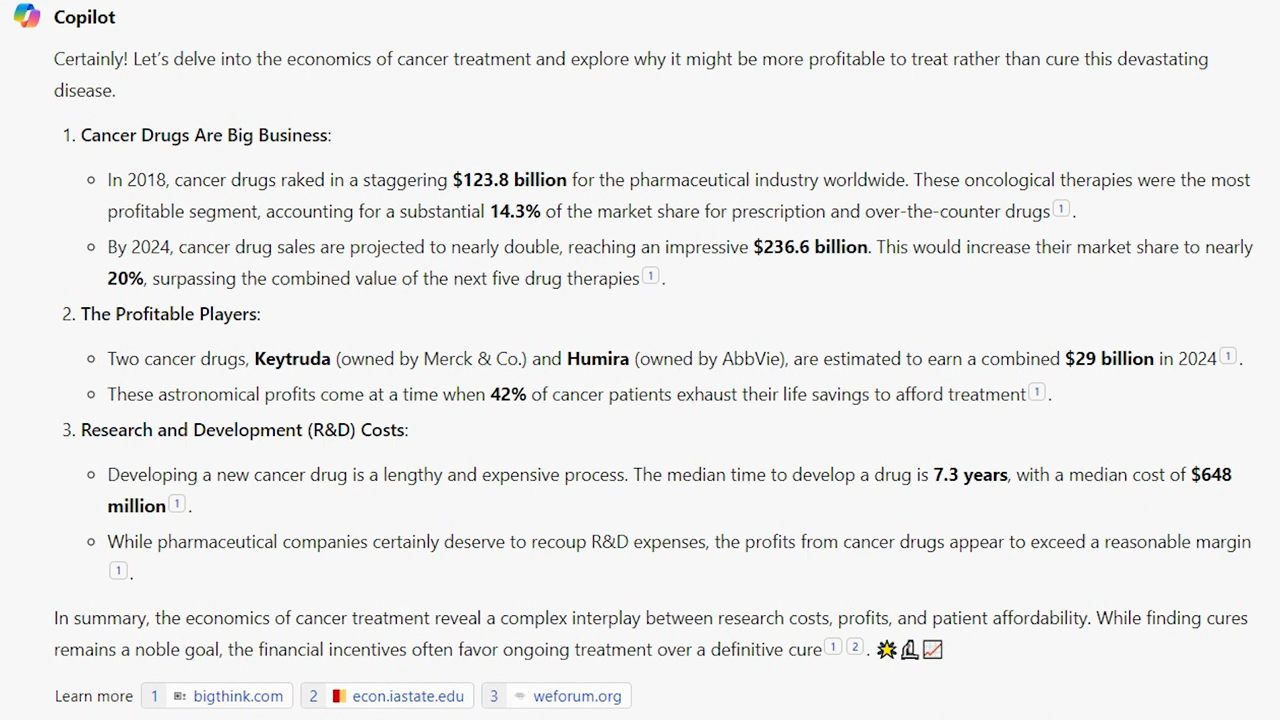 Copilot
Certainly! Let’s delve into the economics of cancer treatment and explore why it might be more profitable to treat rather than cure this devastating
disease.
1. Cancer Drugs Are Big Business:
In 2018, cancer drugs raked in a staggering $123.8 billion for the pharmaceutical industry worldwide. These oncological therapies were the most
profitable segment, accounting for a substantial 14.3% of the market share for prescription and over-the-counter drugs 1 .
By 2024, cancer drug sales are projected to nearly double, reaching an impressive $236.6 billion. This would increase their market share to nearly
20%, surpassing the combined value of the next five drug therapies 1 .
2. The Profitable Players:
Two cancer drugs, Keytruda (owned by Merck & Co.) and Humira (owned by AbbVie), are estimated to earn a combined $29 billion in 2024 1 .
These astronomical profits come at a time when 42% of cancer patients exhaust their life savings to afford treatment 1 .
3. Research and Development (R&D) Costs:
Developing a new cancer drug is a lengthy and expensive process. The median time to develop a drug is 7.3 years, with a median cost of $648
million 1 .
While pharmaceutical companies certainly deserve to recoup R&D expenses, the profits from cancer drugs appear to exceed a reasonable margin
1 .
In summary, the economics of cancer treatment reveal a complex interplay between research costs, profits, and patient affordability. While finding cures
remains a noble goal, the financial incentives often favor ongoing treatment over a definitive cure 1 2 .
Learn more 1 bigthink.com 2 econ.iastate.edu 3 weforum.org